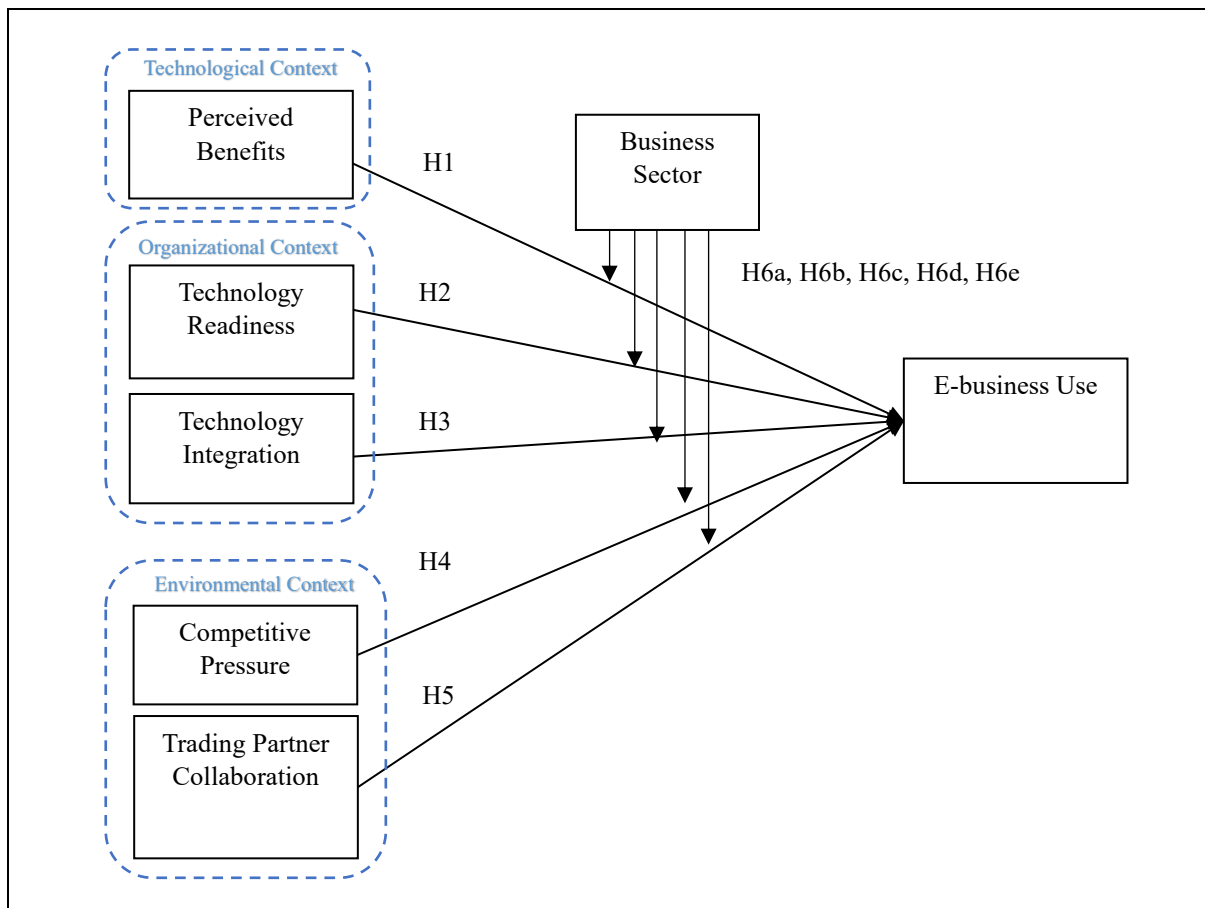 Technological Context
Perceived
Benefits
H1
Business
Sector
Organizational Context
Technology
Readiness
H2
H6a, H6b, H6c, H6d, H6e
Technology
Integration
H3
E-business Use
Environmental Context
Competitive
Pressure
H4
Trading Partner
Collaboration
H5